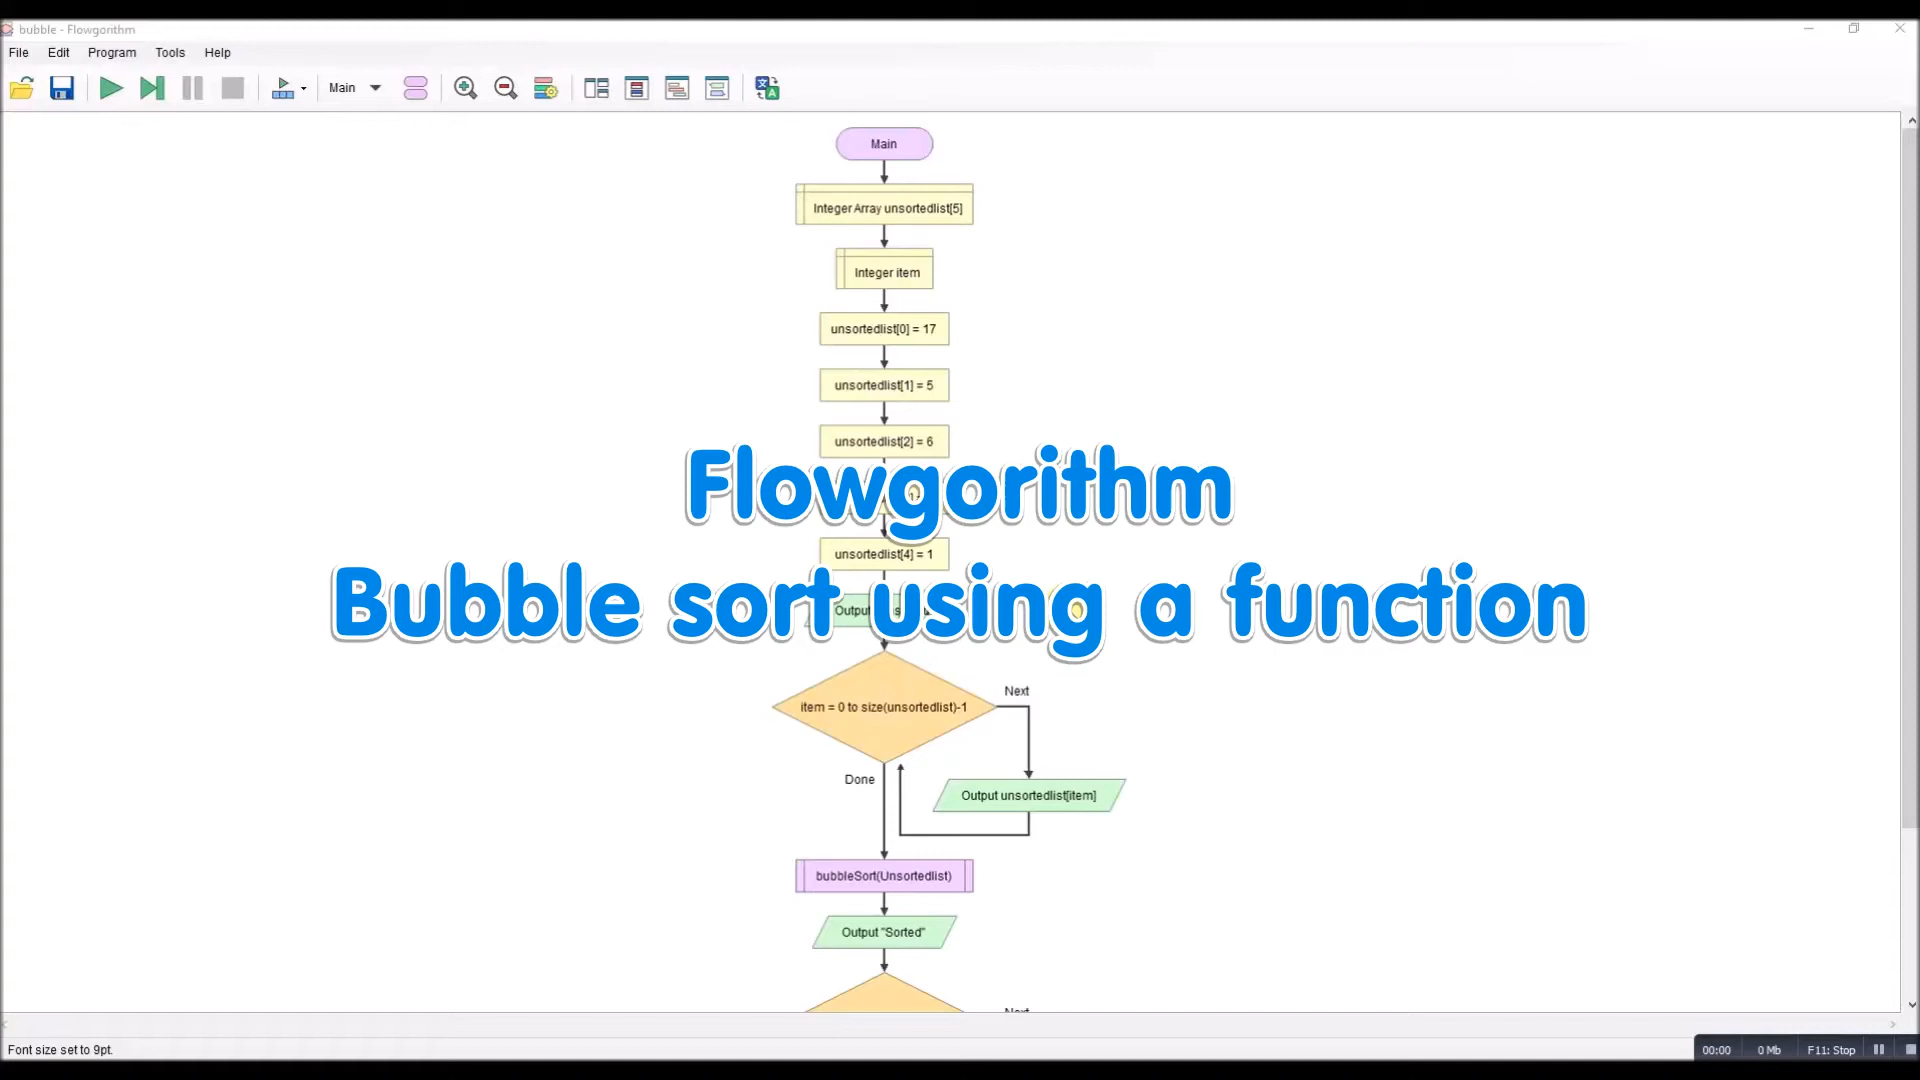 bubble - Flowgorithm
File Edit Program Tools Help
Main
Main
Integer Array unsortedlist[5]
Integer item
unsortedlist[0] = 17
unsortedlist[1] = 5
unsortedlist[2] = 6
Flowgorithm
unsortedlist[4] = 1
Bubble sort using a function
Output
Next
item = 0 to size(unsortedlist)-1
Done
Output unsortedlist[item]
bubbleSort(Unsortedlist)
Output "Sorted"
Next
Font size set to 9pt.
00:00 0 Mb F11: Stop